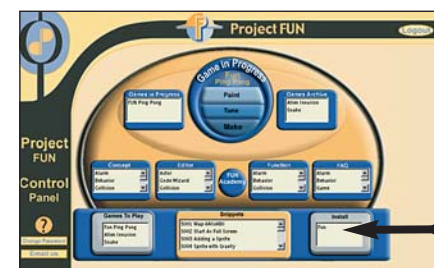 Project FUN
Logout
Game in Progress
Fun
Ping Pong
Paint
Tune
Make
Games in Progress
FUN Ping Pong
Games Archive
Alien Invasion
Snake
Project
FUN
Control
Panel
Concept
Alarm
Behavior
Collision
Editor
Actor
Code Wizard
Collision
FUN
Academy
Function
Alarm
Behavior
Collision
FAQ
Alarm
Behavior
Game
?
Change Password
Email us
Games To Play
Fun Ping Pong
Alien Invasion
Snake
Snippets
5001 Map 640x480
5002 Start As Full Screen
5003 Adding a Sprite
5004 Sprite with Gravity
Install
Fun